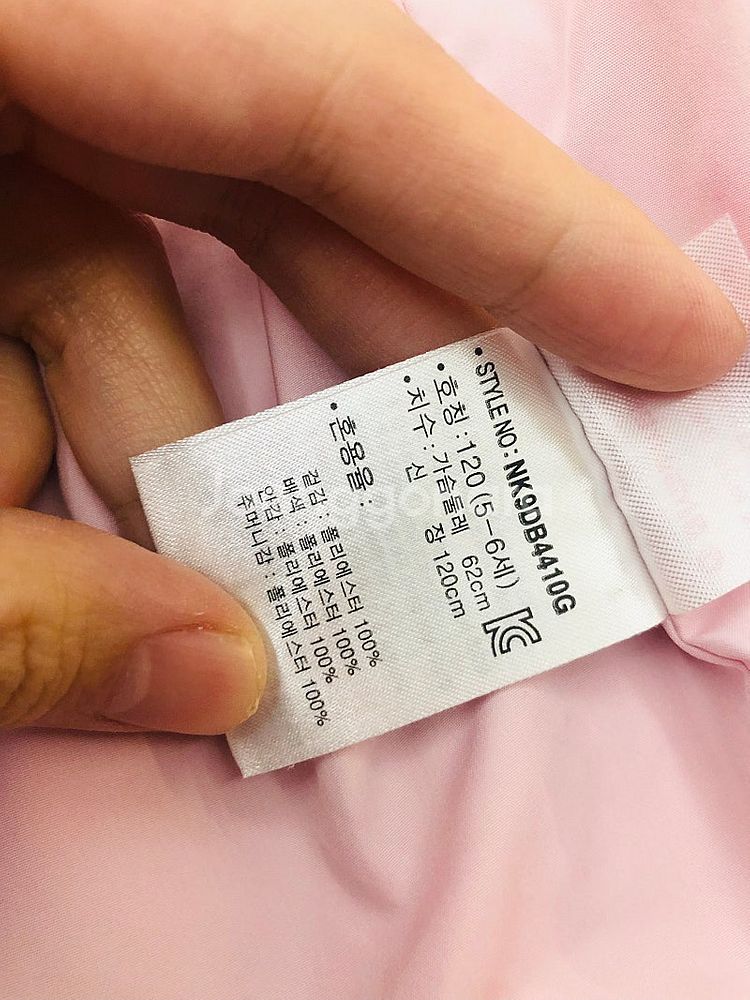 • STYLE NO : NK9DB4410G
• 호칭 : 120 (5-6세)
• 치수 : 가슴둘레 62cm
신 장 120cm
• 혼용율 :
겉감 : 폴리에스터 100%
배색 : 폴리에스터 100%
안감 : 폴리에스터 100%
주머니감 : 폴리에스터 100%